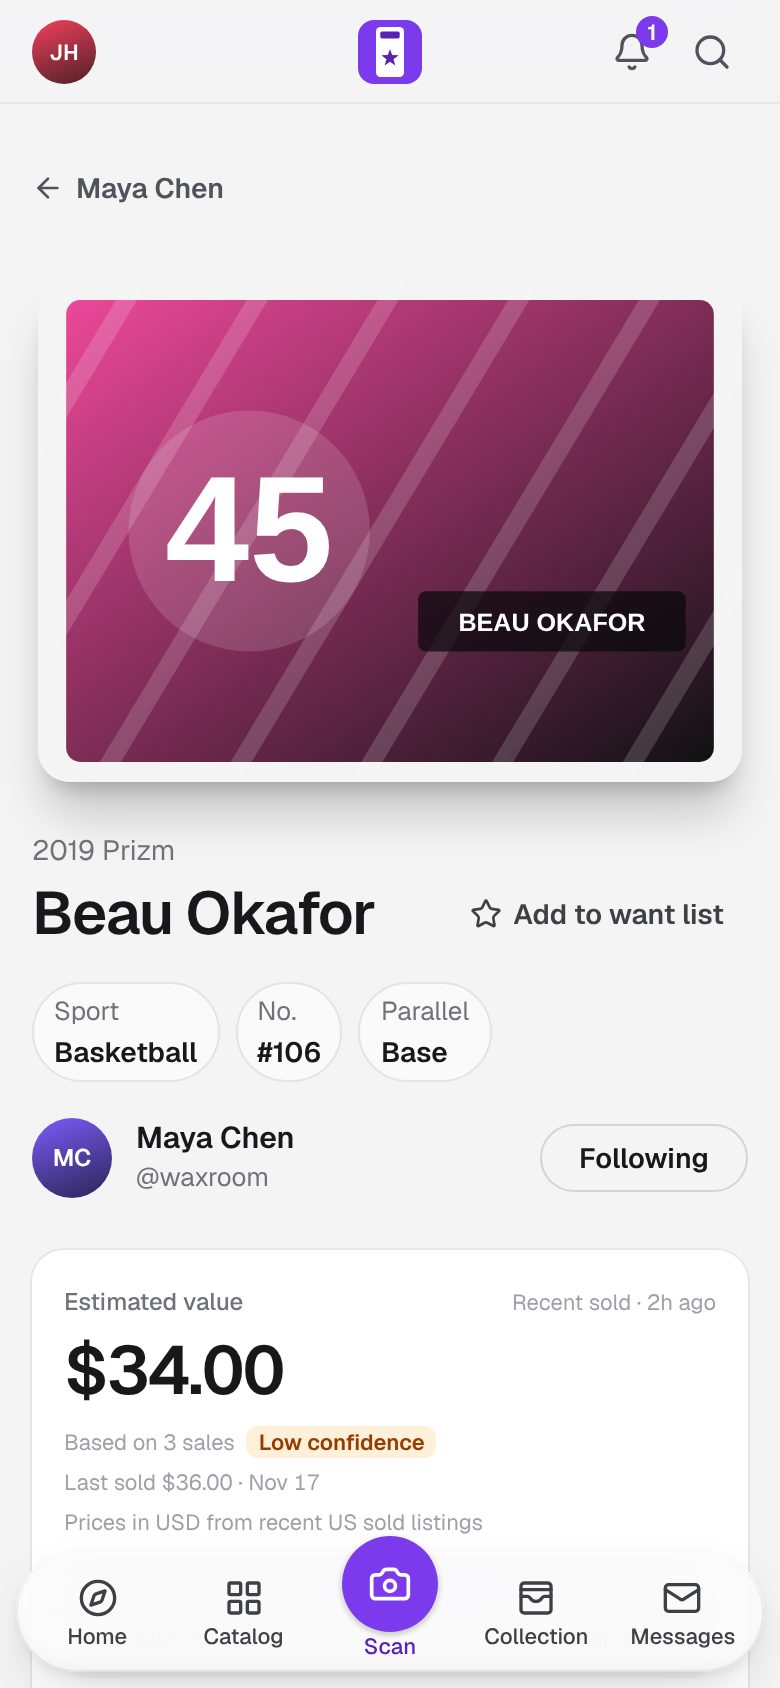 JH
1
Maya Chen
45
BEAU OKAFOR
2019 Prizm
Beau Okafor
Add to want list
Sport
Basketball
No.
#106
Parallel
Base
MC
Maya Chen
@waxroom
Following
Estimated value
Recent sold · 2h ago
$34.00
Based on 3 sales
Low confidence
Last sold $36.00 · Nov 17
Prices in USD from recent US sold listings
Home
Catalog
Scan
Collection
Messages